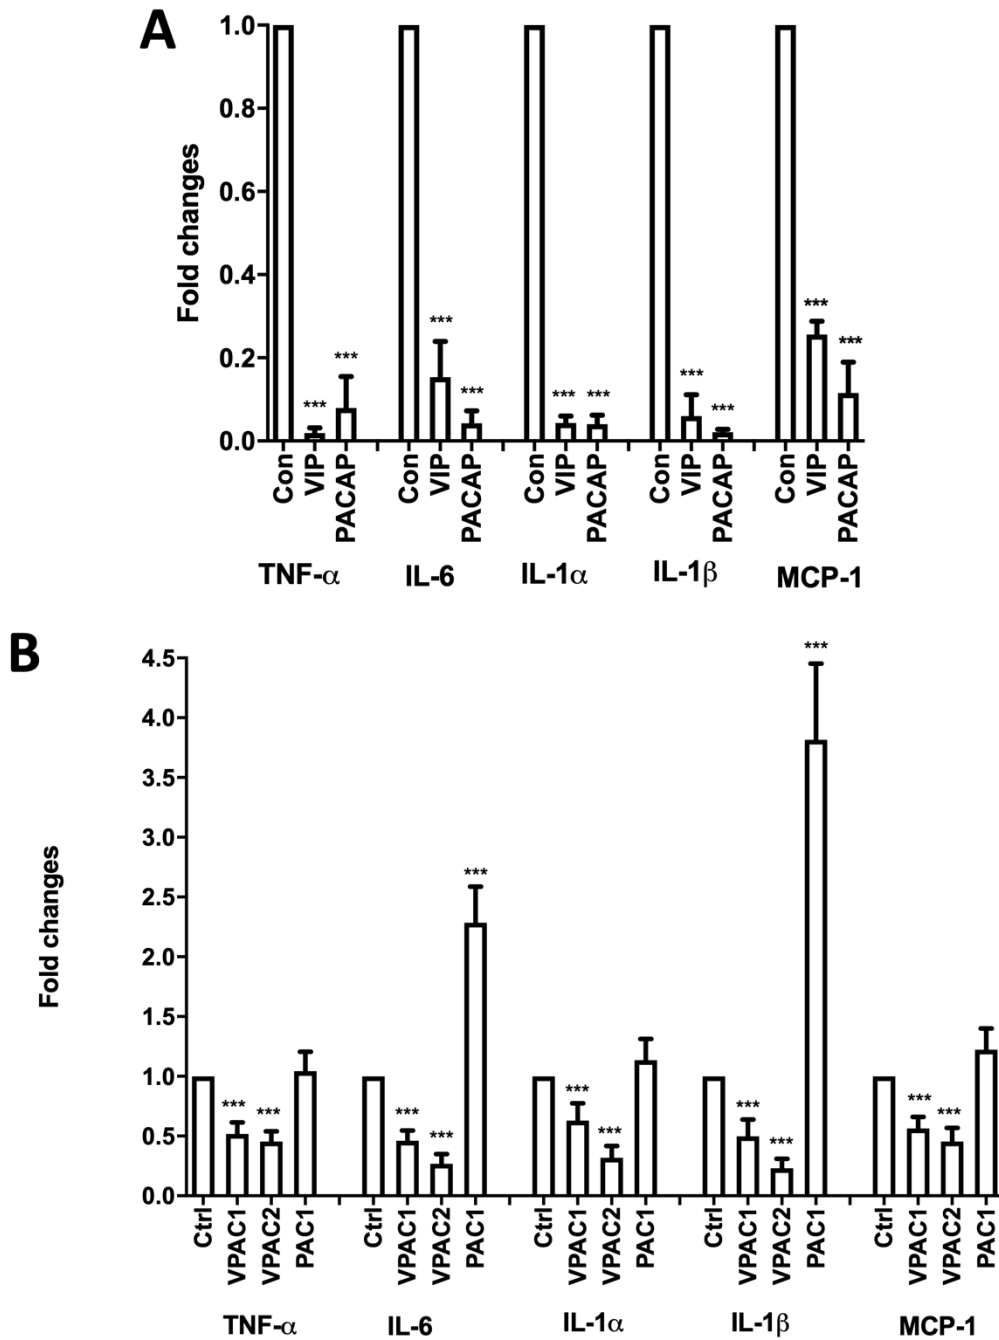 A
Fold changes
1.0
0.8
0.6
0.4
0.2
0.0
*** *** *** *** *** *** *** *** *** ***
Con VIP PACAP Con VIP PACAP Con VIP PACAP Con VIP PACAP Con VIP PACAP
TNF-α IL-6 IL-1α IL-1β MCP-1
B
Fold changes
4.5
4.0
3.5
3.0
2.5
2.0
1.5
1.0
0.5
0.0
*** *** *** *** *** *** *** *** *** *** *** ***
Ctrl VPAC1 VPAC2 PAC1 Ctrl VPAC1 VPAC2 PAC1 Ctrl VPAC1 VPAC2 PAC1 Ctrl VPAC1 VPAC2 PAC1 Ctrl VPAC1 VPAC2 PAC1
TNF-α IL-6 IL-1α IL-1β MCP-1